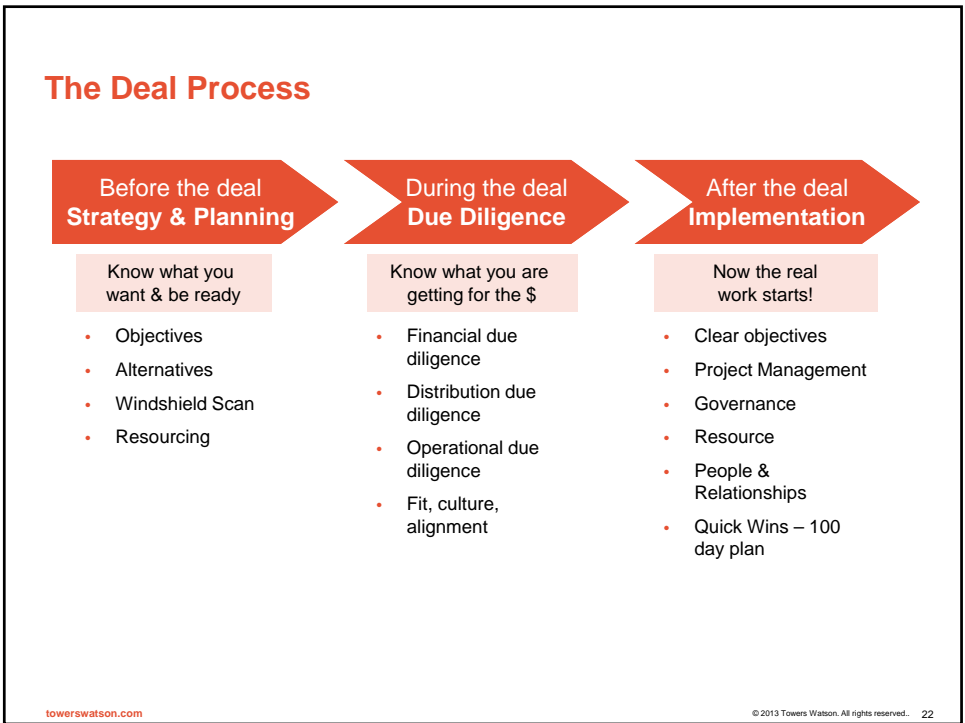 The Deal Process
Before the deal
Strategy & Planning
Know what you
want & be ready
• Objectives
• Alternatives
• Windshield Scan
• Resourcing
During the deal
Due Diligence
Know what you are
getting for the $
• Financial due
diligence
• Distribution due
diligence
• Operational due
diligence
• Fit, culture,
alignment
After the deal
Implementation
Now the real
work starts!
• Clear objectives
• Project Management
• Governance
• Resource
• People &
Relationships
• Quick Wins – 100
day plan
towerswatson.com
© 2013 Towers Watson. All rights reserved.. 22